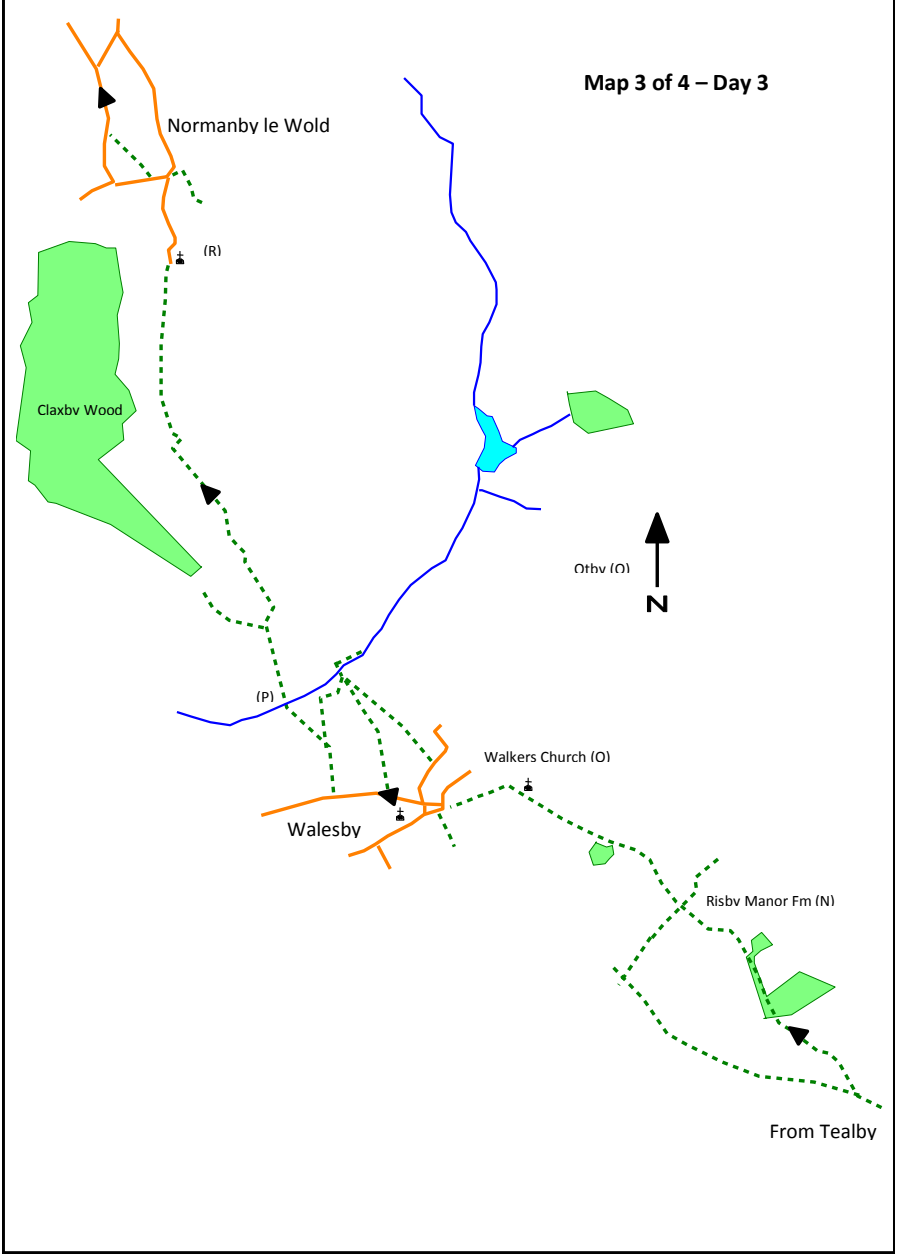 Map 3 of 4 – Day 3
Normanby le Wold
(R)
Claxby Wood
Otby (O)
N
(P)
Walkers Church (O)
Walesby
Risby Manor Fm (N)
From Tealby